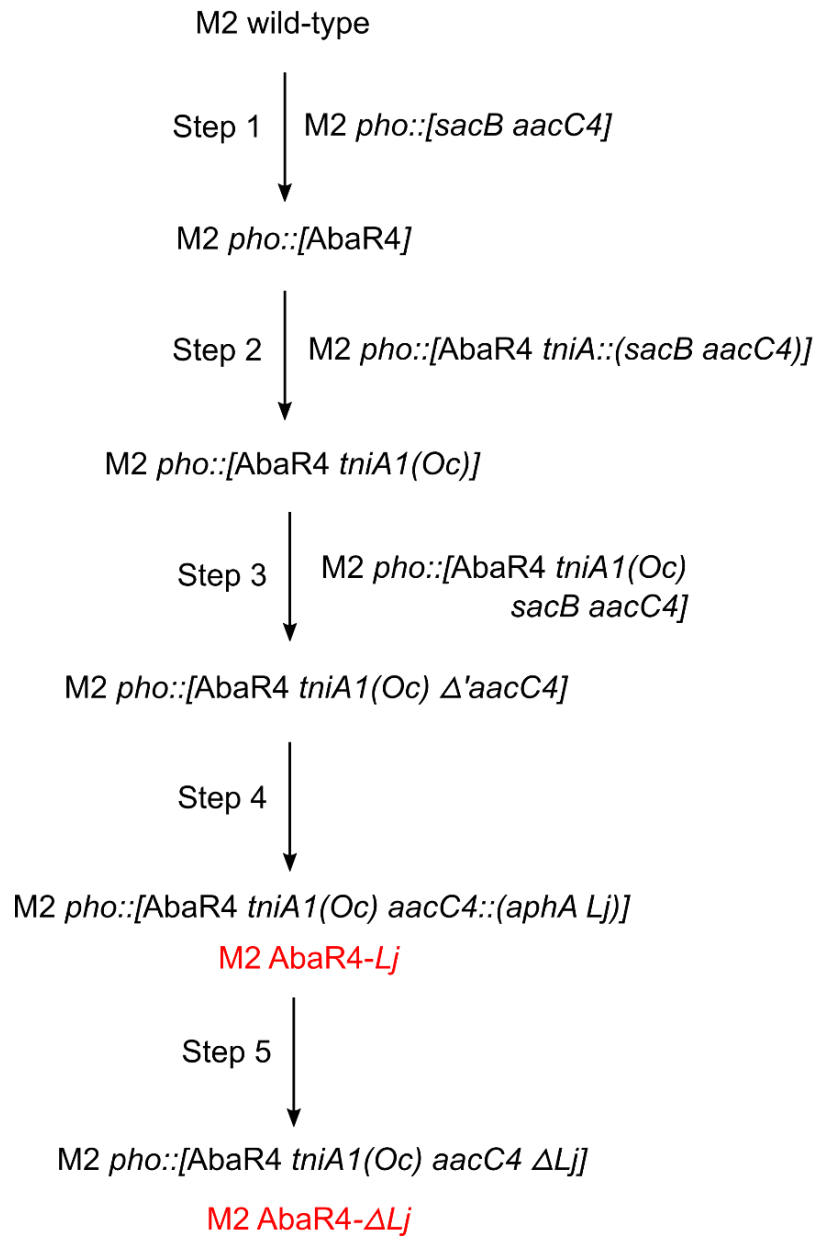 M2 wild-type
Step 1
M2 pho::[sacB aacC4]
M2 pho::[AbaR4]
Step 2
M2 pho::[AbaR4 tniA::(sacB aacC4)]
M2 pho::[AbaR4 tniA1(Oc)]
Step 3
M2 pho::[AbaR4 tniA1(Oc)
sacB aacC4]
M2 pho::[AbaR4 tniA1(Oc) Δ'aacC4]
Step 4
M2 pho::[AbaR4 tniA1(Oc) aacC4::(aphA Lj)]
M2 AbaR4-Lj
Step 5
M2 pho::[AbaR4 tniA1(Oc) aacC4 ΔLj]
M2 AbaR4-ΔLj